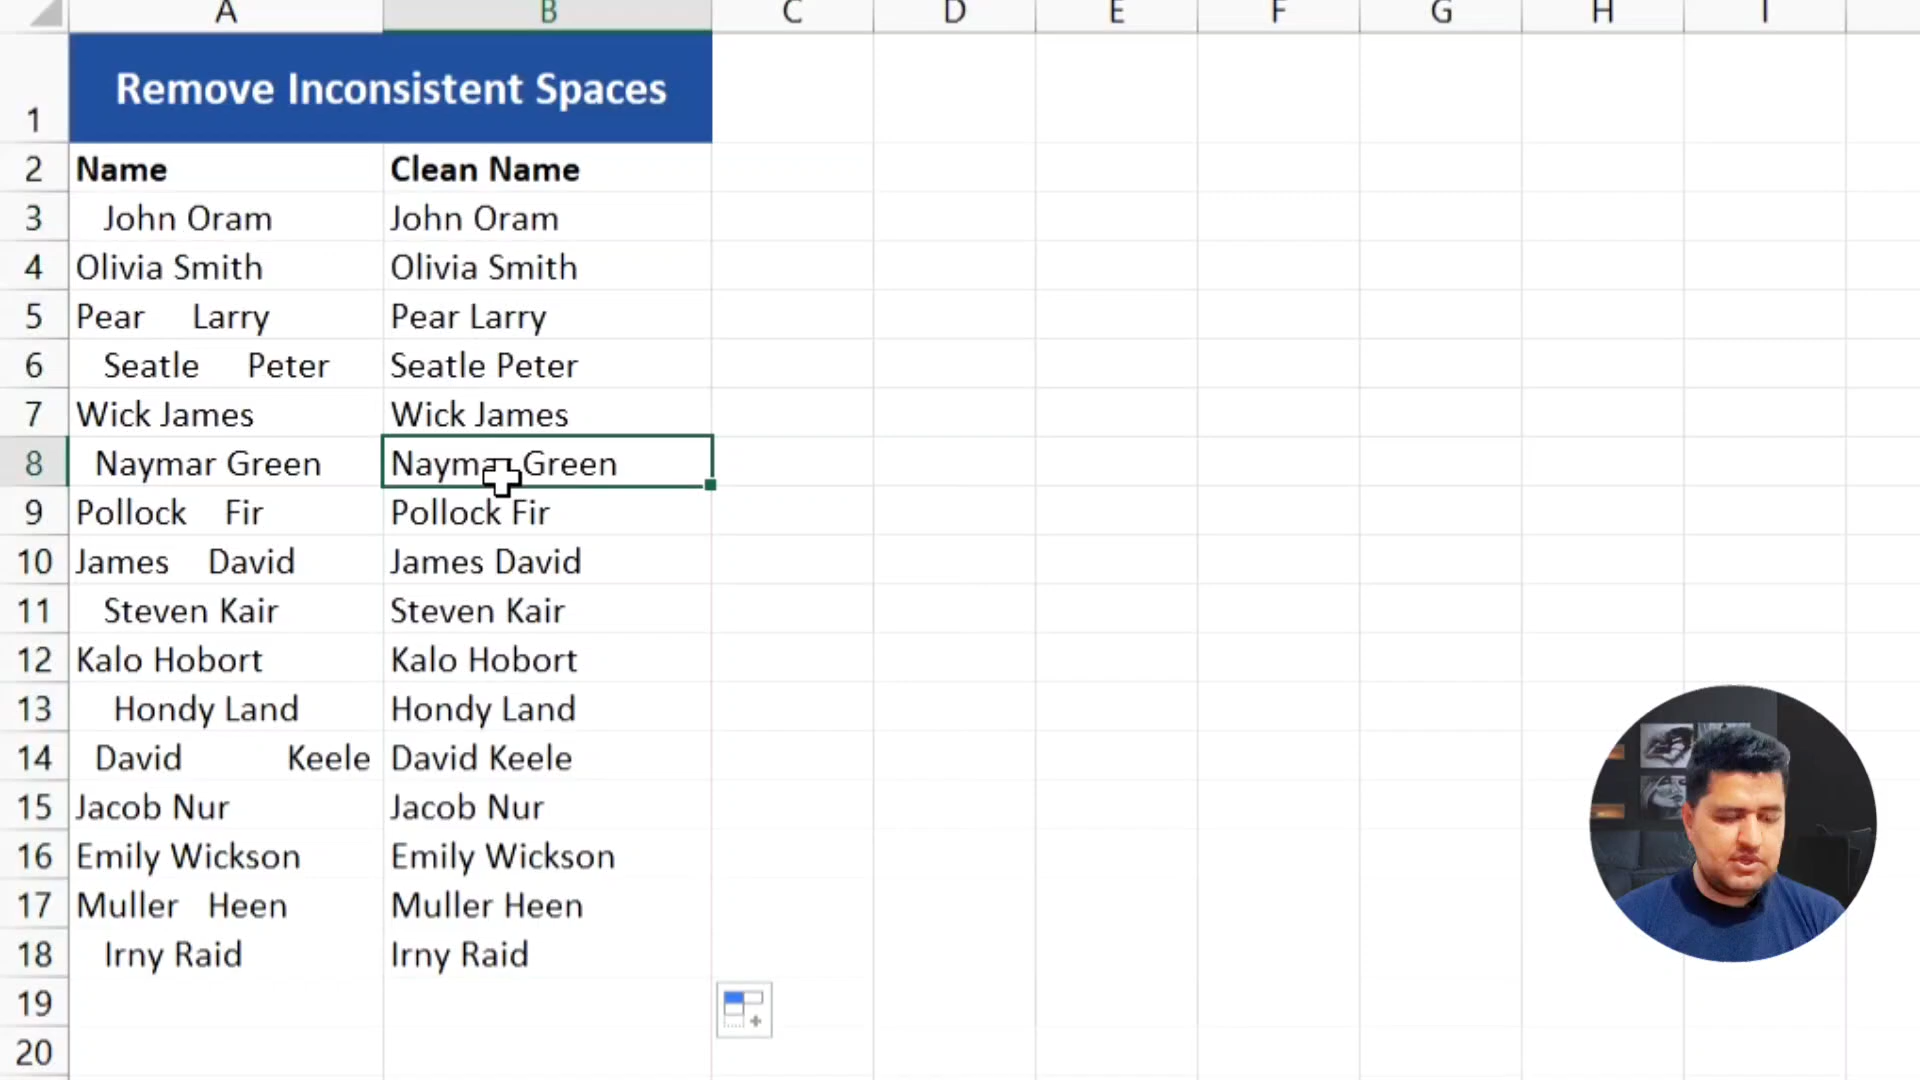 A B C D E F G H I
1 Remove Inconsistent Spaces
2 Name Clean Name
3 John Oram John Oram
4 Olivia Smith Olivia Smith
5 Pear Larry Pear Larry
6 Seatle Peter Seatle Peter
7 Wick James Wick James
8 Naymar Green Naymar Green
9 Pollock Fir Pollock Fir
10 James David James David
11 Steven Kair Steven Kair
12 Kalo Hobort Kalo Hobort
13 Hondy Land Hondy Land
14 David Keele David Keele
15 Jacob Nur Jacob Nur
16 Emily Wickson Emily Wickson
17 Muller Heen Muller Heen
18 Irny Raid Irny Raid
19
20